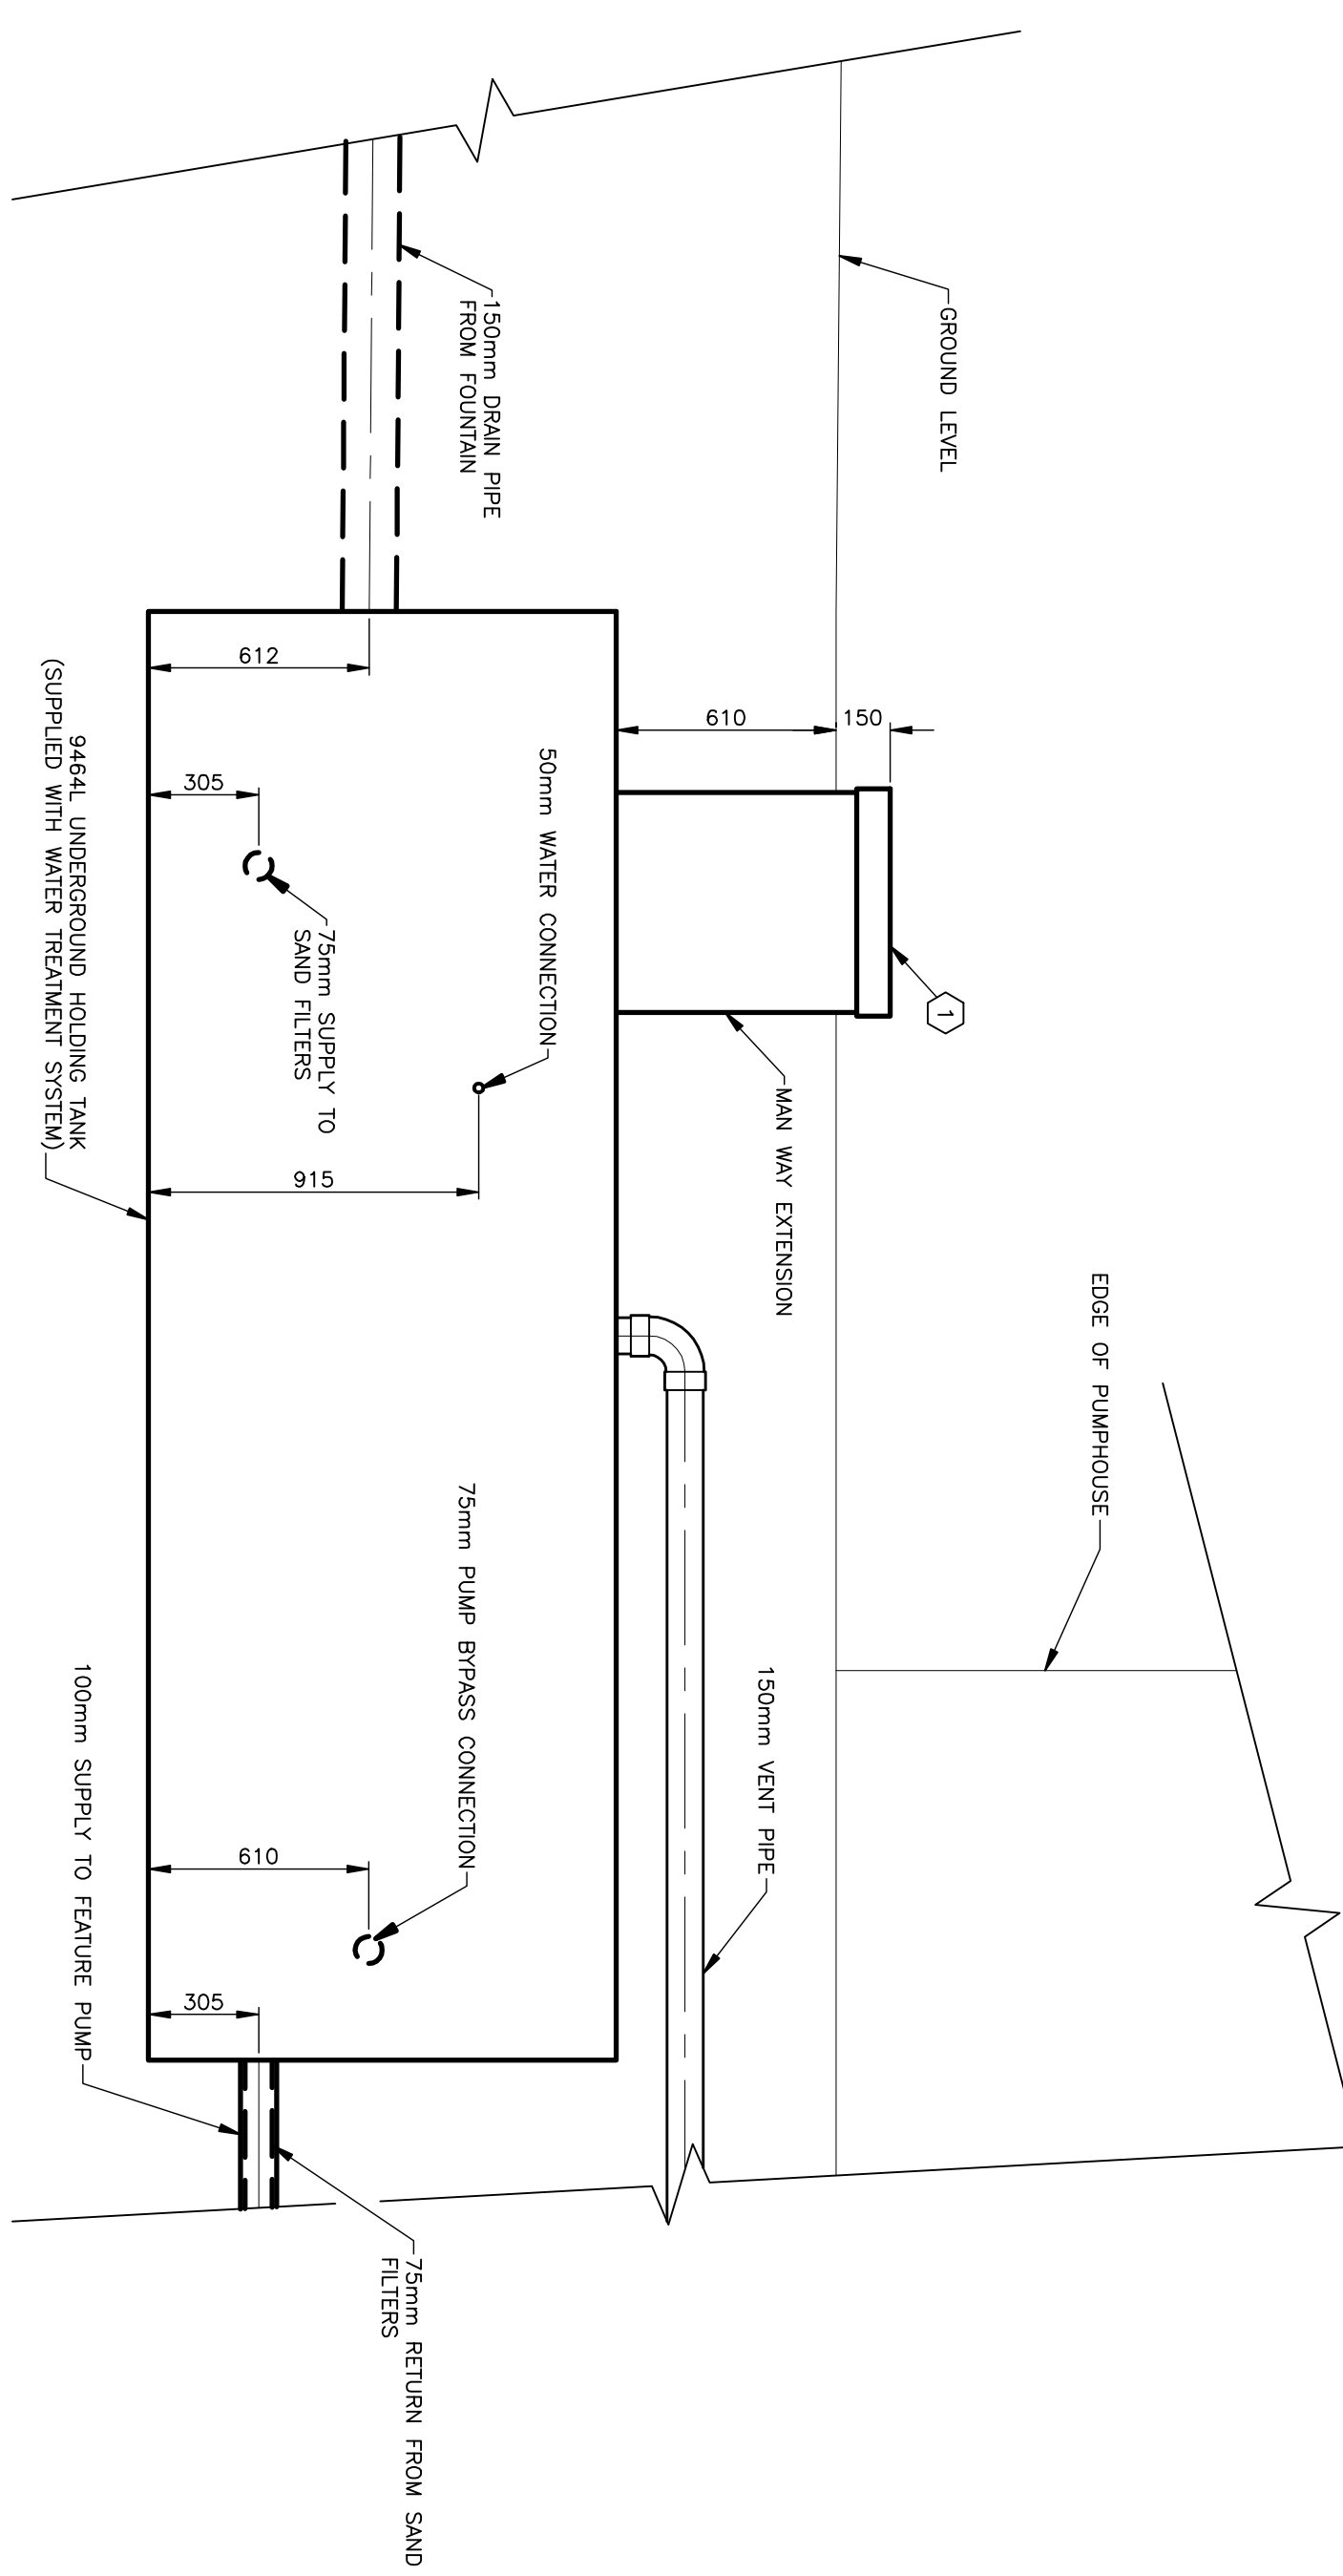 EDGE OF PUMPHOUSE
GROUND LEVEL
1
150
610
MAN WAY EXTENSION
150mm VENT PIPE
150mm DRAIN PIPE
FROM FOUNTAIN
50mm WATER CONNECTION
75mm PUMP BYPASS CONNECTION
612
305
75mm SUPPLY TO
SAND FILTERS
915
610
305
75mm RETURN FROM SAND
FILTERS
9464L UNDERGROUND HOLDING TANK
(SUPPLIED WITH WATER TREATMENT SYSTEM)
100mm SUPPLY TO FEATURE PUMP